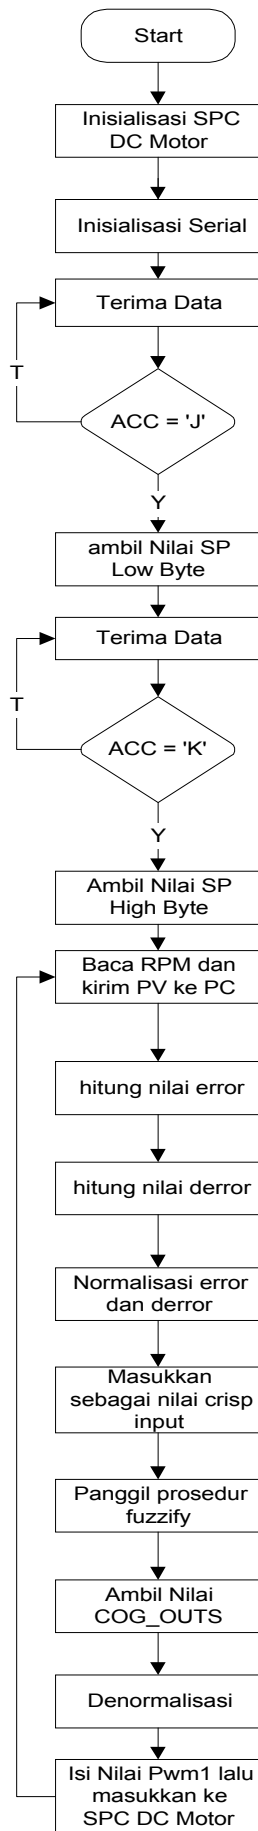 Start
Inisialisasi SPC
DC Motor
Inisialisasi Serial
Terima Data
T
ACC = 'J'
Y
ambil Nilai SP
Low Byte
Terima Data
T
ACC = 'K'
Y
Ambil Nilai SP
High Byte
Baca RPM dan
kirim PV ke PC
hitung nilai error
hitung nilai derror
Normalisasi error
dan derror
Masukkan
sebagai nilai crisp
input
Panggil prosedur
fuzzify
Ambil Nilai
COG_OUTS
Denormalisasi
Isi Nilai Pwm1 lalu
masukkan ke
SPC DC Motor